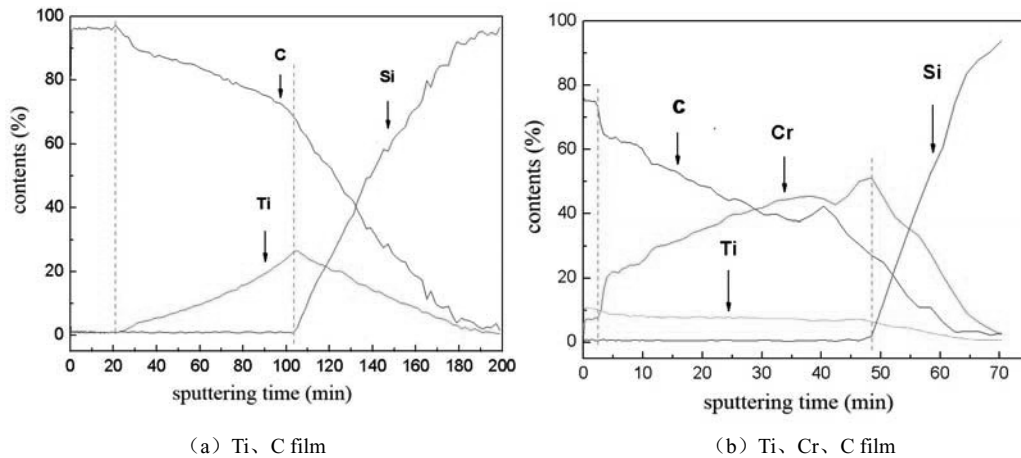 100
80
60
40
20
0
contents (%)
C
Si
Ti
0 20 40 60 80 100 120 140 160 180 200
sputtering time (min)
（a）Ti、C film
100
80
60
40
20
0
contents (%)
C
Cr
Si
Ti
0 10 20 30 40 50 60 70
sputtering time (min)
（b）Ti、Cr、C film